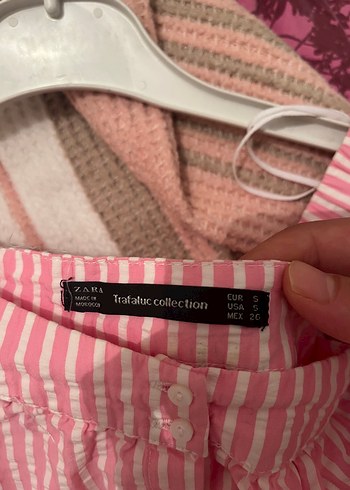 ZARA
MADE IN
MOROCCO
Trafaluc collection
EUR S
USA S
MEX 26